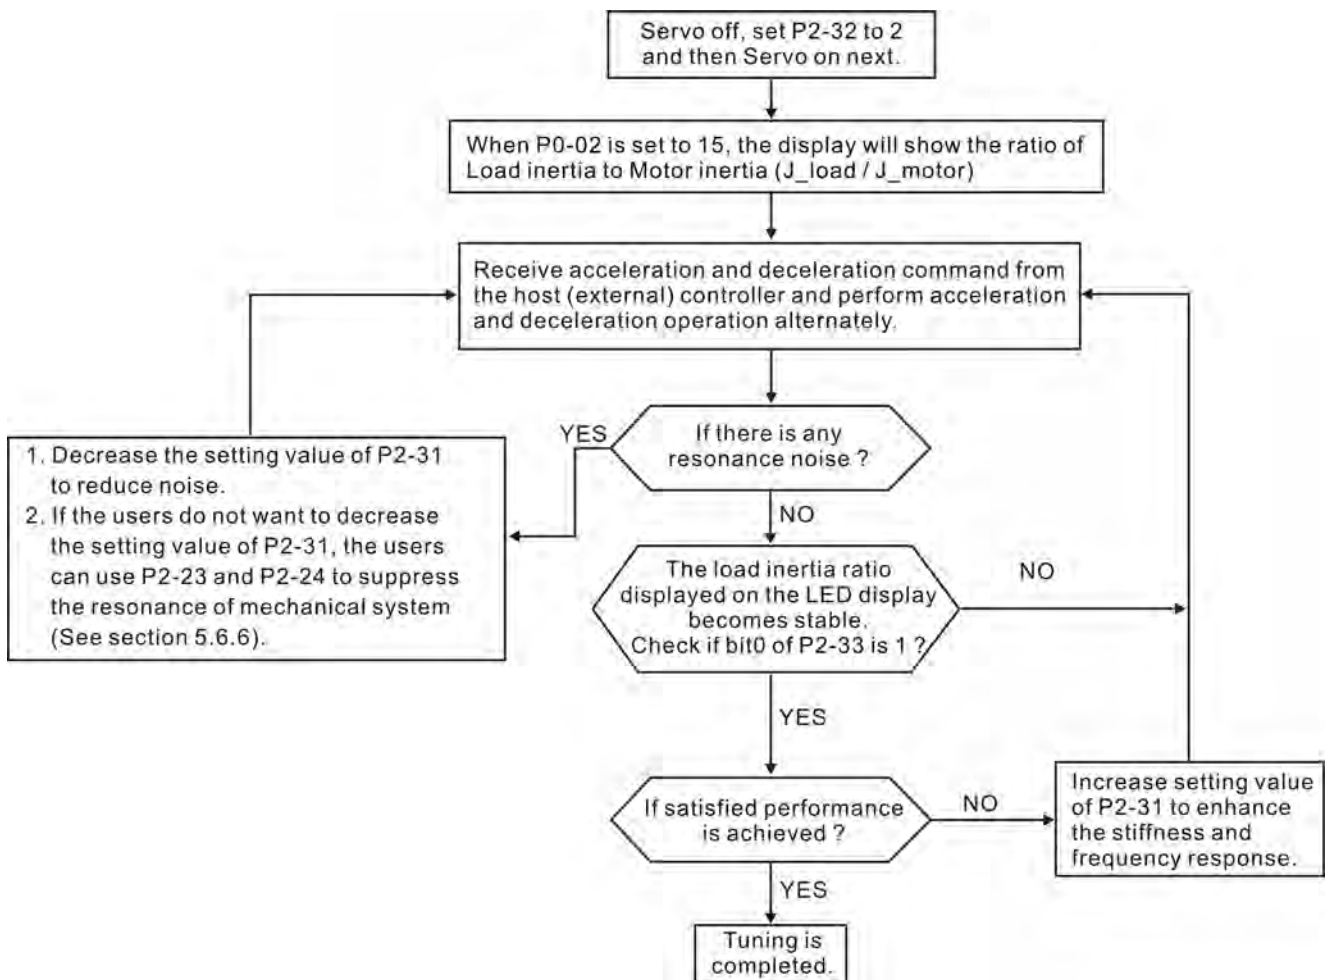 Servo off, set P2-32 to 2
and then Servo on next.
When P0-02 is set to 15, the display will show the ratio of
Load inertia to Motor inertia (J_load / J_motor)
Receive acceleration and deceleration command from
the host (external) controller and perform acceleration
and deceleration operation alternately.
If there is any
resonance noise ?
YES
1. Decrease the setting value of P2-31
to reduce noise.
2. If the users do not want to decrease
the setting value of P2-31, the users
can use P2-23 and P2-24 to suppress
the resonance of mechanical system
(See section 5.6.6).
NO
The load inertia ratio
displayed on the LED display
becomes stable.
Check if bit0 of P2-33 is 1 ?
NO
YES
If satisfied performance
is achieved ?
NO
Increase setting value
of P2-31 to enhance
the stiffness and
frequency response.
YES
Tuning is
completed.